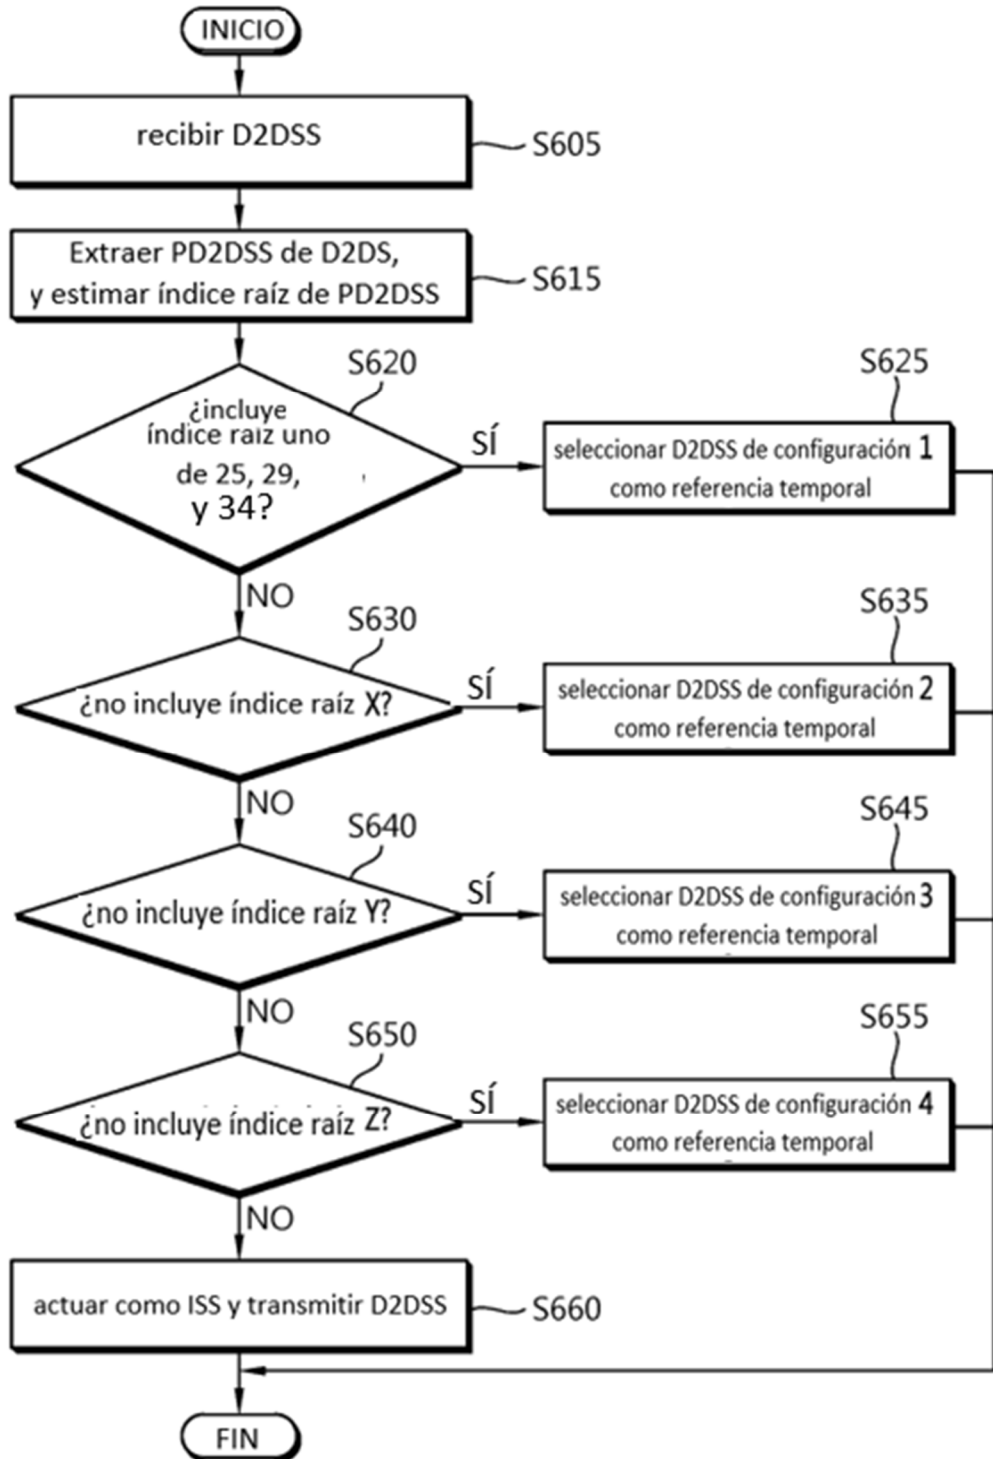 INICIO
recibir D2DSS
S605
Extraer PD2DSS de D2DS,
y estimar índice raíz de PD2DSS
S615
S620
¿incluye
índice raíz uno
de 25, 29,
y 34?
SÍ
S625
seleccionar D2DSS de configuración 1
como referencia temporal
NO
S630
¿no incluye índice raíz X?
SÍ
S635
seleccionar D2DSS de configuración 2
como referencia temporal
NO
S640
¿no incluye índice raíz Y?
SÍ
S645
seleccionar D2DSS de configuración 3
como referencia temporal
NO
S650
¿no incluye índice raíz Z?
SÍ
S655
seleccionar D2DSS de configuración 4
como referencia temporal
NO
actuar como ISS y transmitir D2DSS
S660
FIN